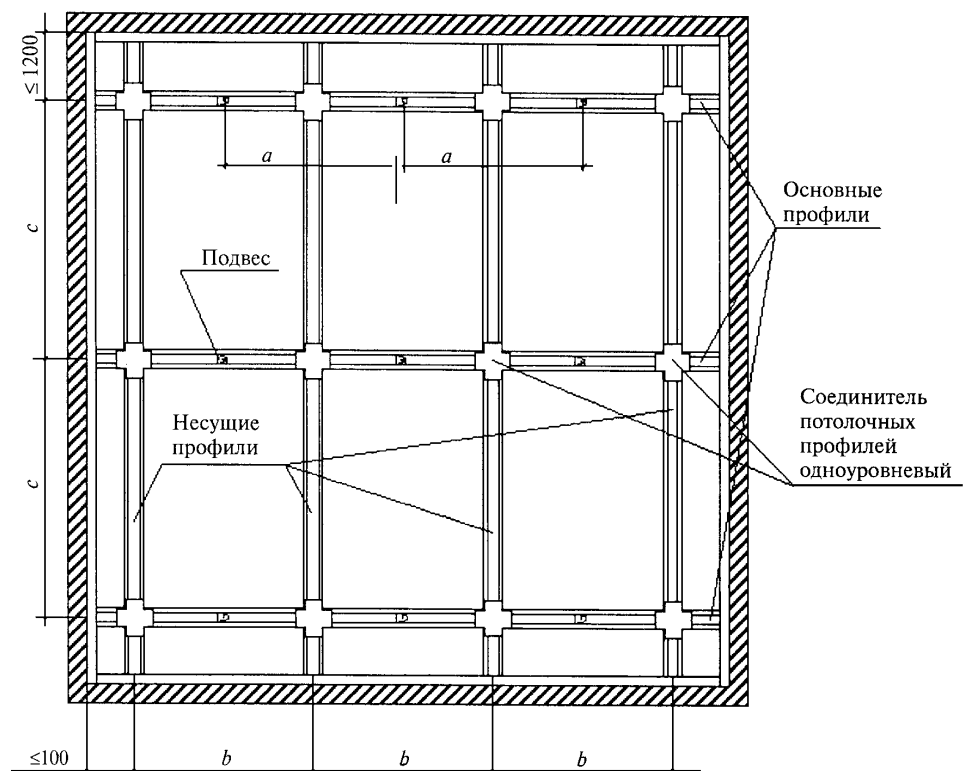 ≤1200
a
a
Основные
профили
c
Подвес
Соединитель
потолочных
профилей
одноуровневый
Несущие
профили
c
≤100
b
b
b